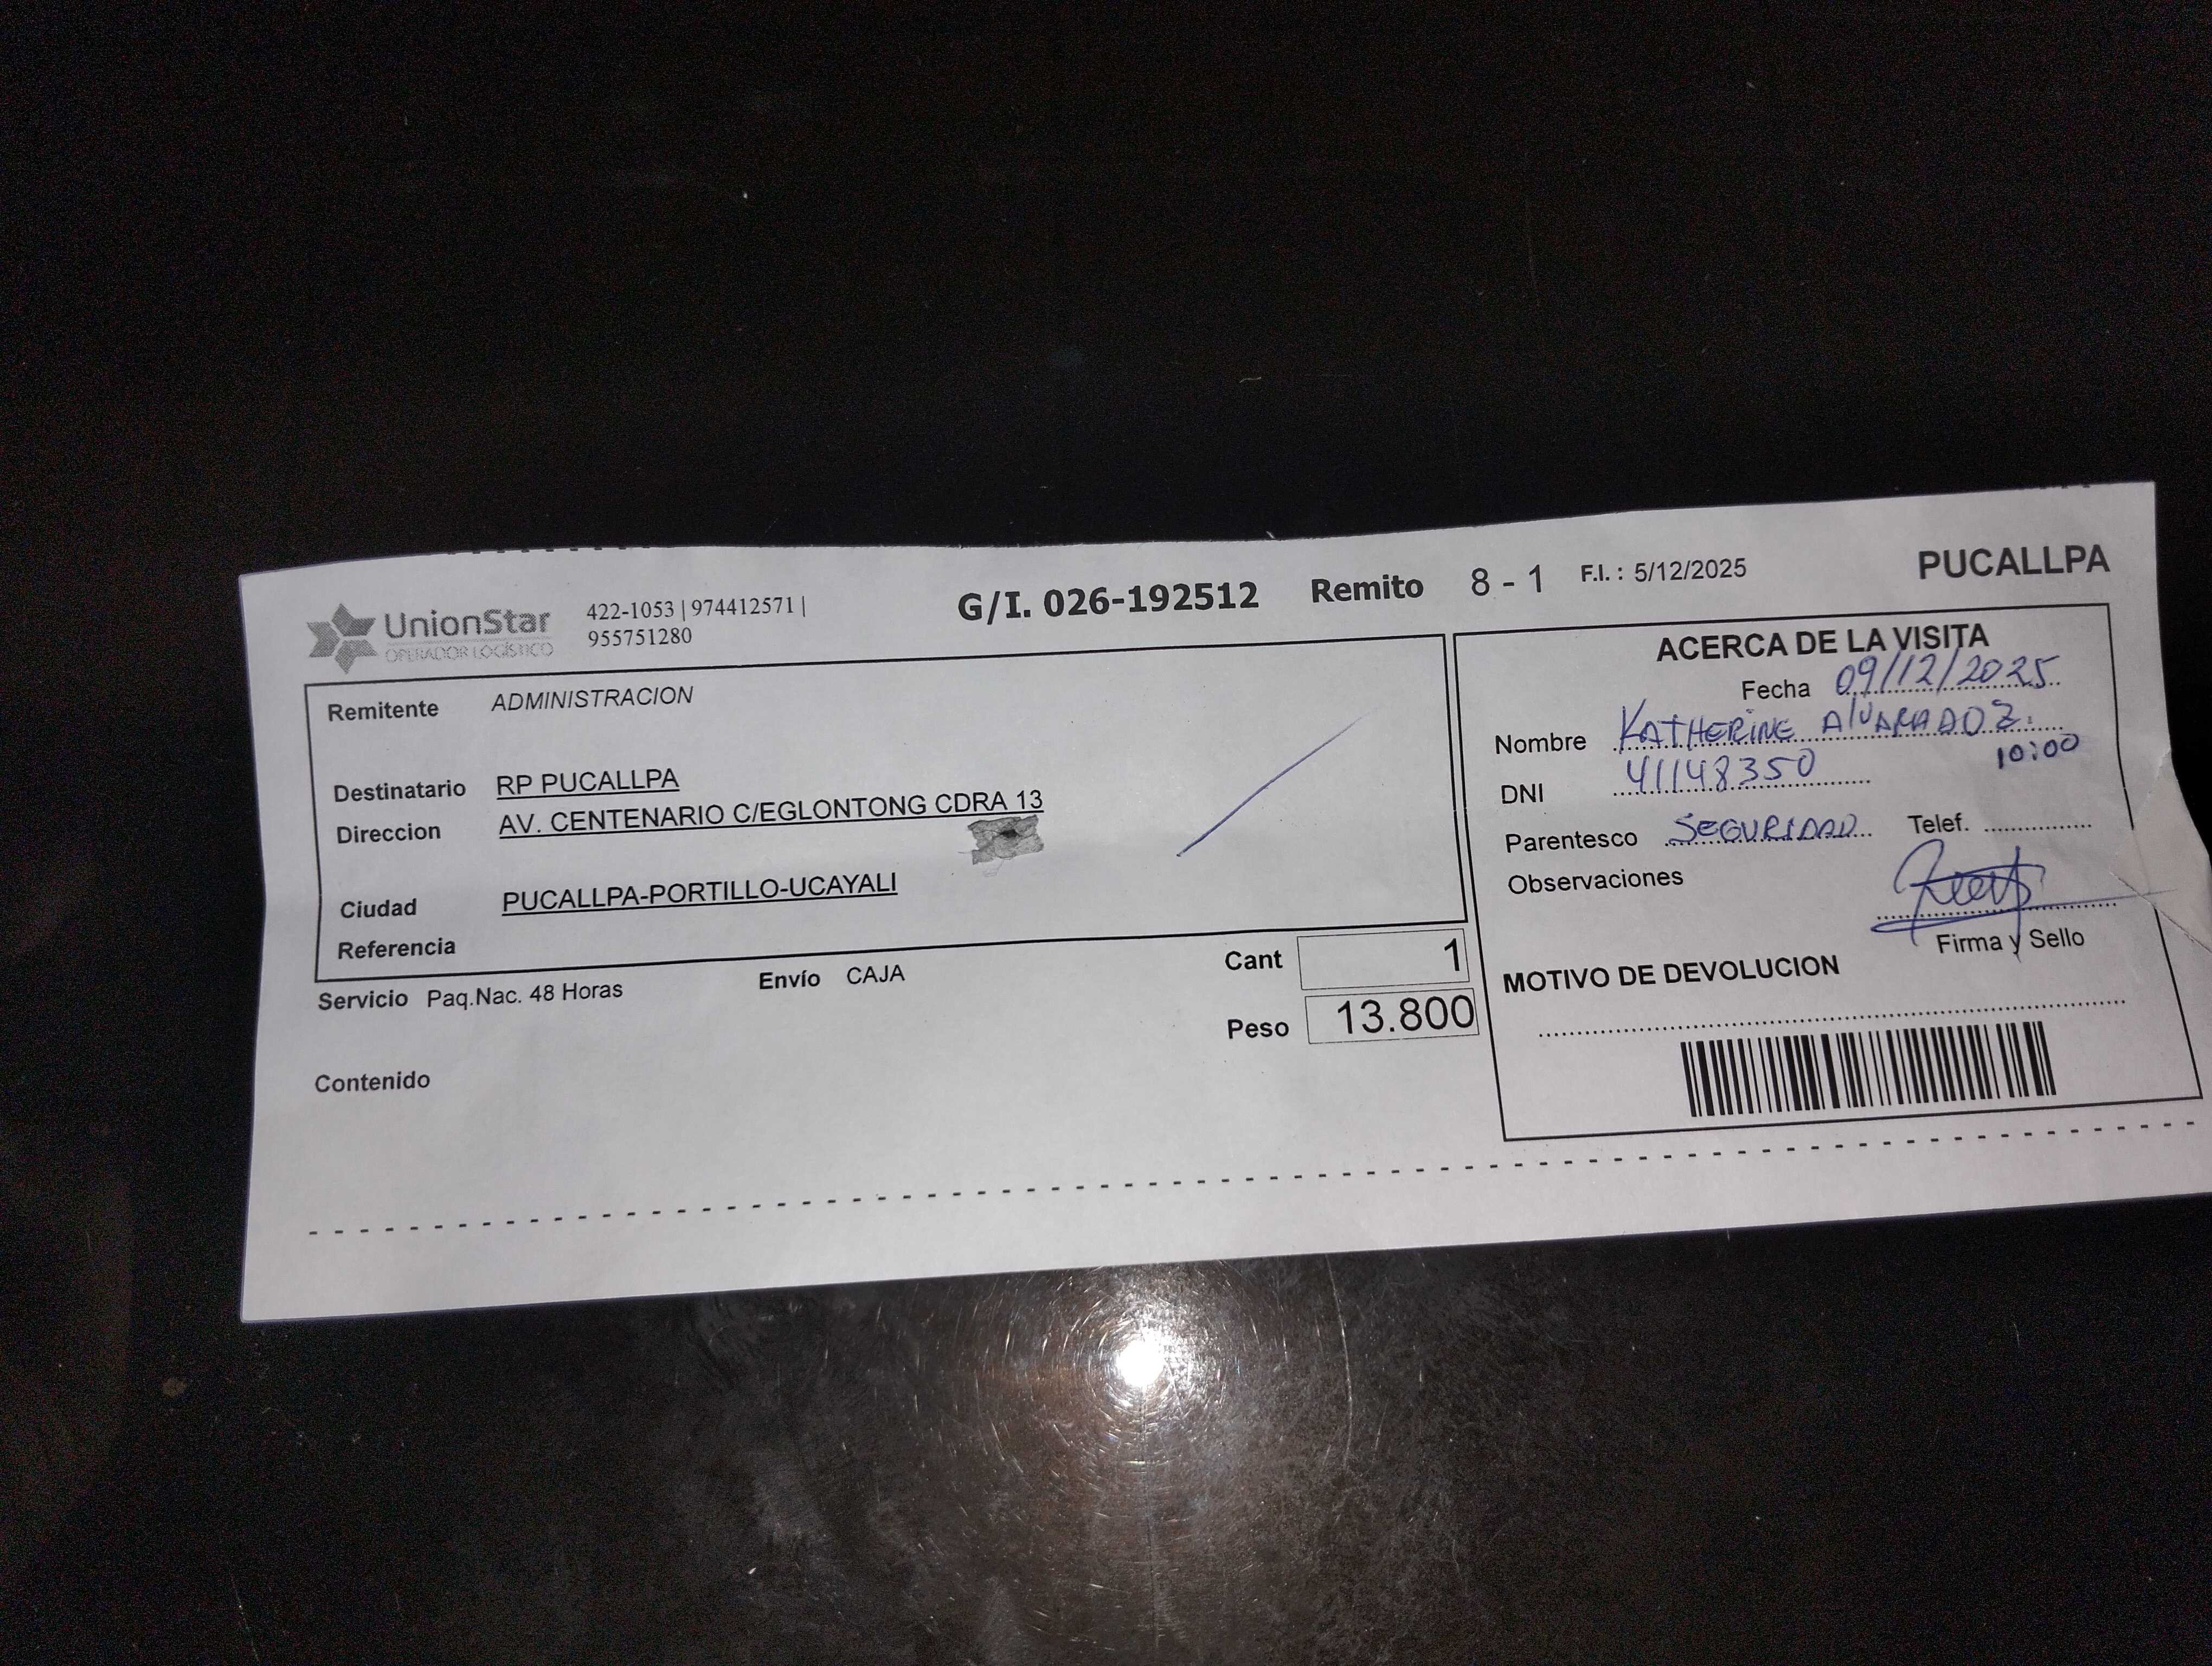 UnionStar
OPERADOR LOGÍSTICO
422-1053 | 974412571 |
955751280
G/I. 026-192512 Remito 8 - 1 F.I. : 5/12/2025 PUCALLPA
Remitente ADMINISTRACION
Destinatario RP PUCALLPA
Direccion AV. CENTENARIO C/EGLONTONG CDRA 13
Ciudad PUCALLPA-PORTILLO-UCAYALI
Referencia
Servicio Paq.Nac. 48 Horas Envío CAJA
Cant 1
Peso 13.800
Contenido
ACERCA DE LA VISITA
Fecha 09/12/2025
Nombre KATHERINE ALVARADO Z.
DNI 41148350 10:00
Parentesco SEGURIDAD Telef.
Observaciones
Firma y Sello
MOTIVO DE DEVOLUCION